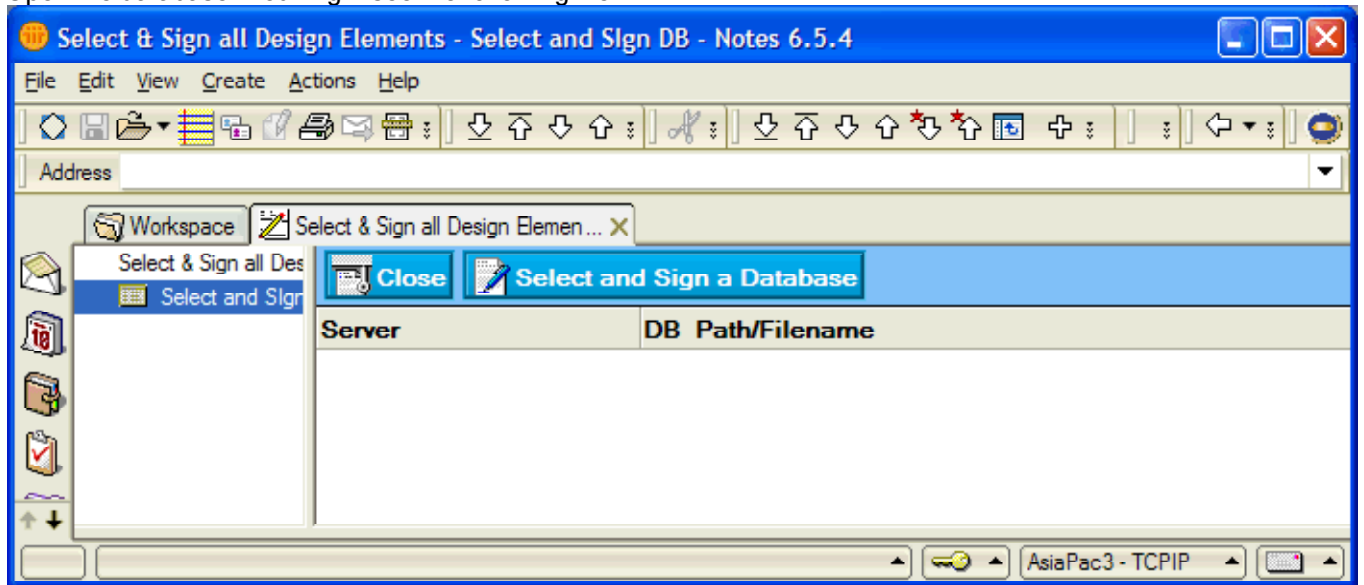 Select & Sign all Design Elements - Select and SIgn DB - Notes 6.5.4
File Edit View Create Actions Help
Address
Workspace Select & Sign all Design Elemen...
Select & Sign all Des
Close Select and Sign a Database
Select and SIgn
Server DB Path/Filename
AsiaPac3 - TCPIP